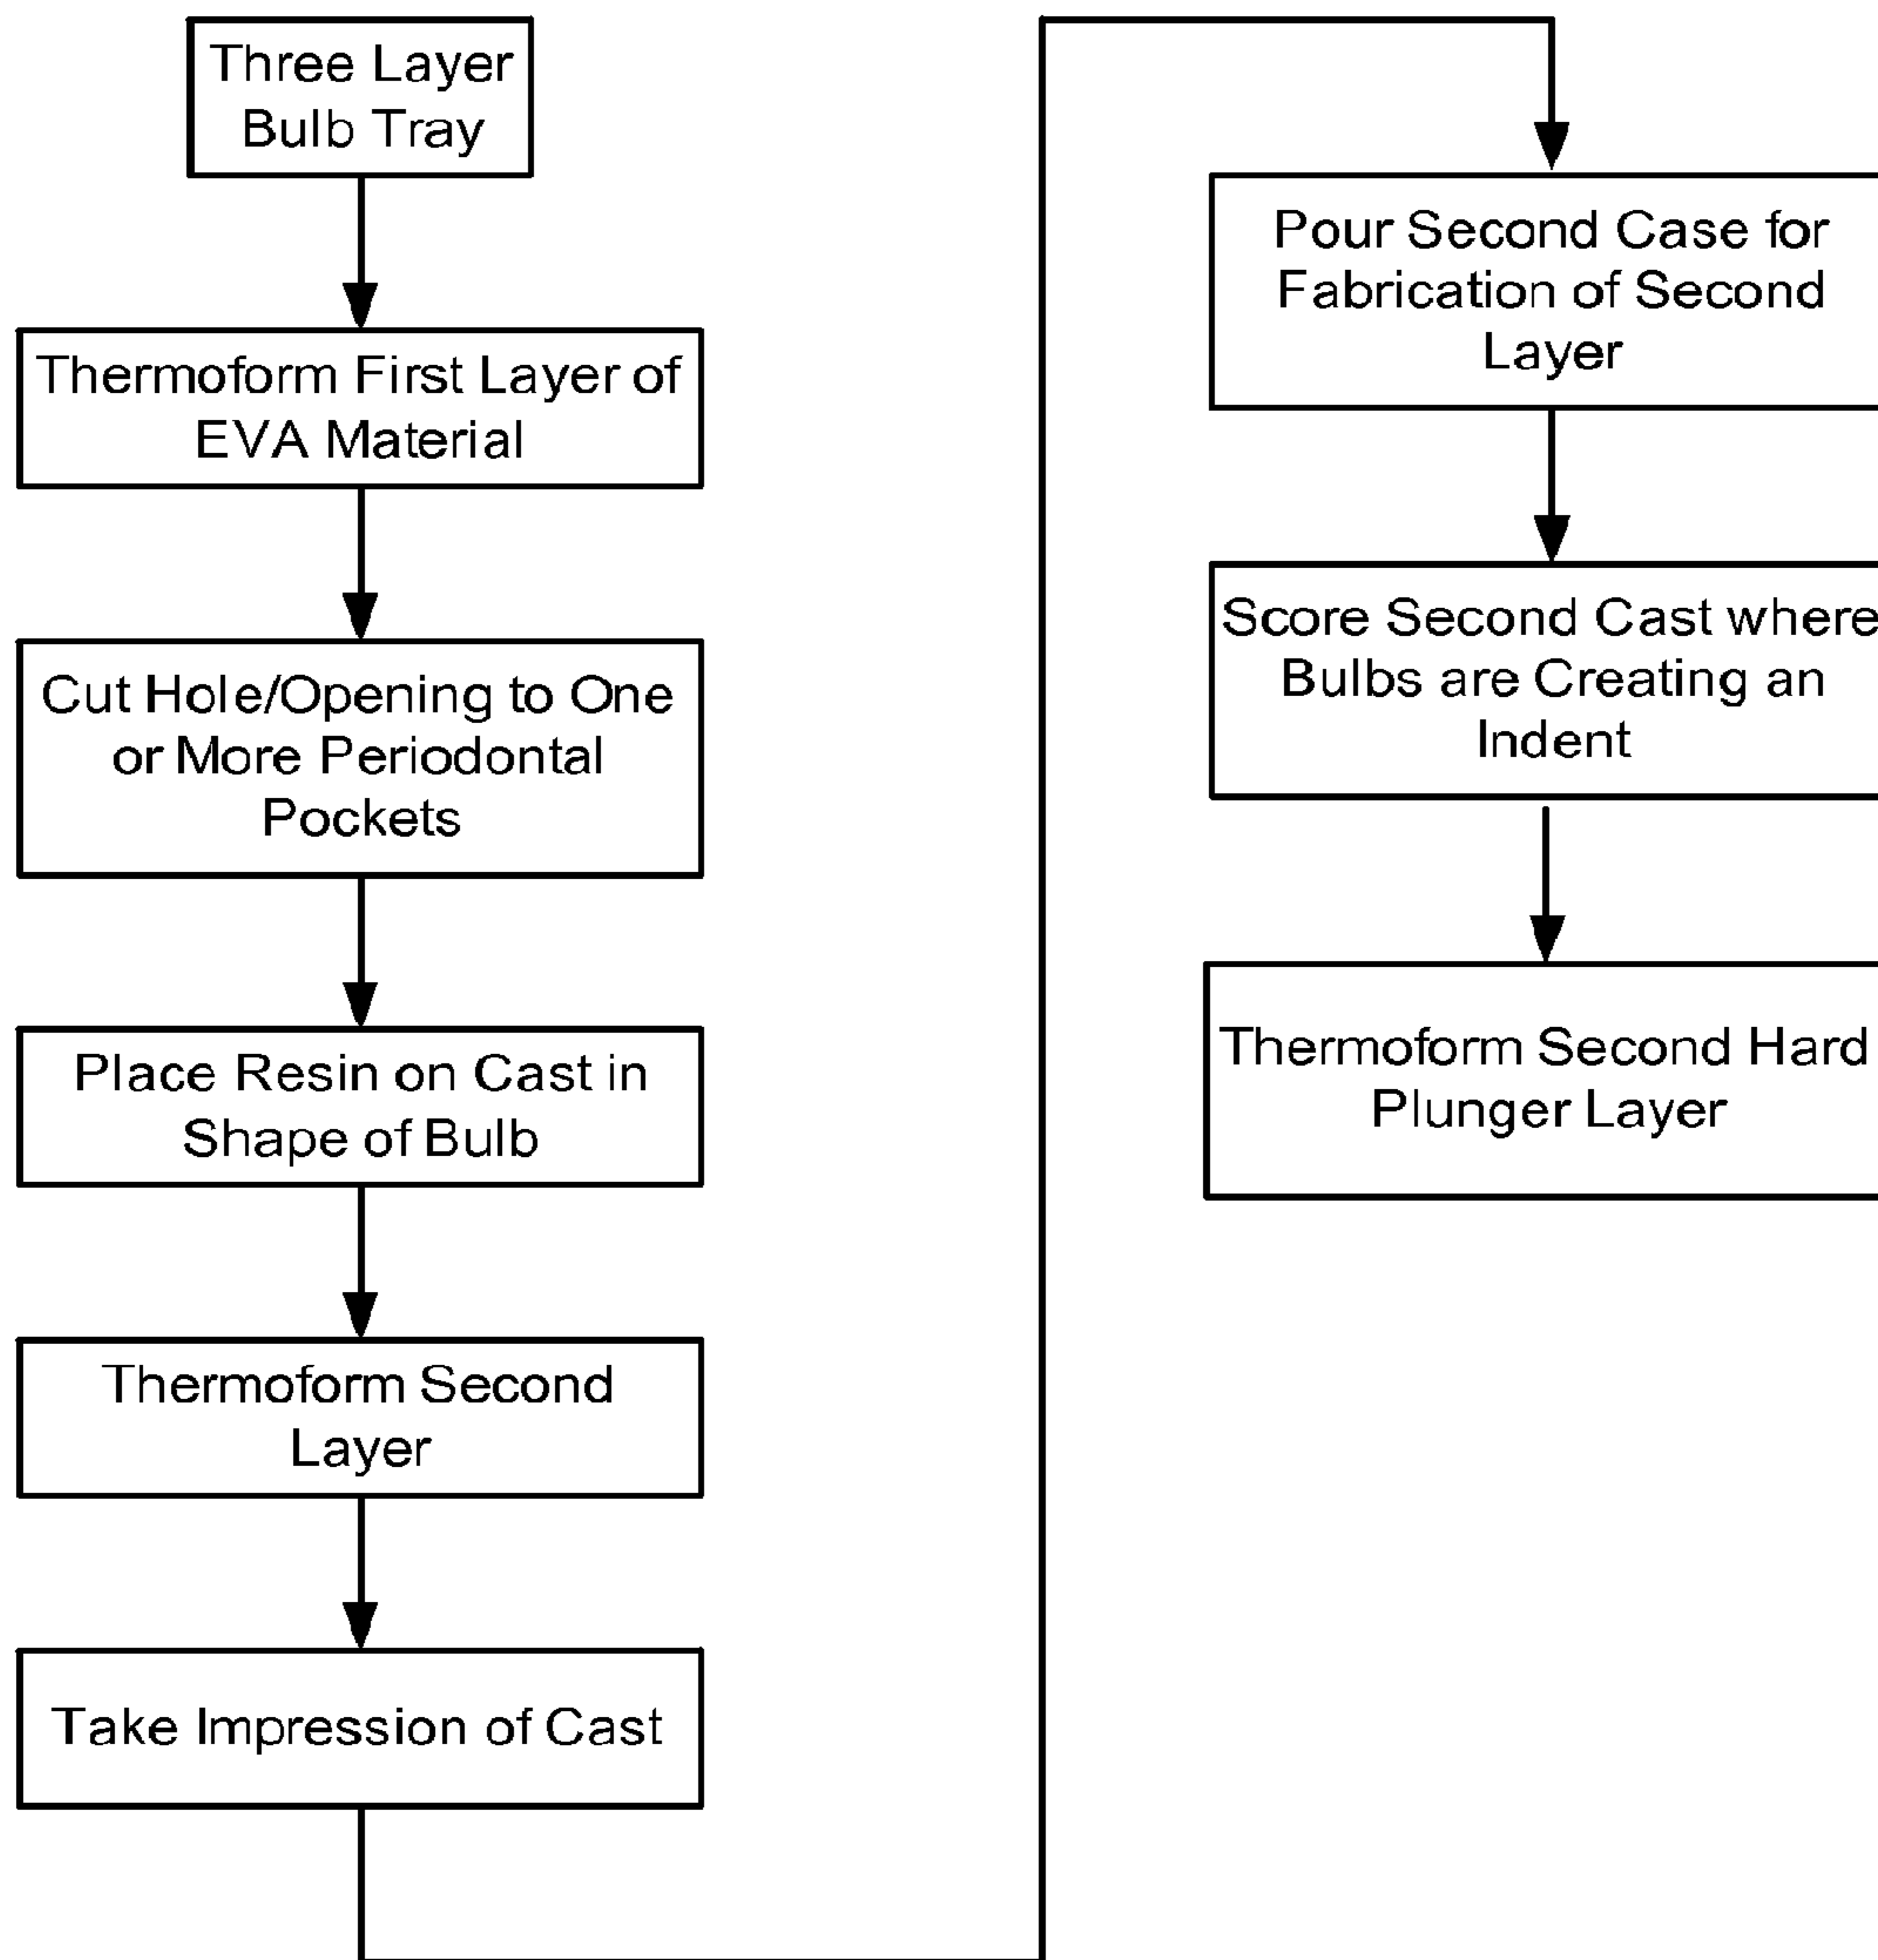 Three Layer
Bulb Tray
Thermoform First Layer of
EVA Material
Cut Hole/Opening to One
or More Periodontal
Pockets
Place Resin on Cast in
Shape of Bulb
Thermoform Second
Layer
Take Impression of Cast
Pour Second Case for
Fabrication of Second
Layer
Score Second Cast where
Bulbs are Creating an
Indent
Thermoform Second Hard
Plunger Layer